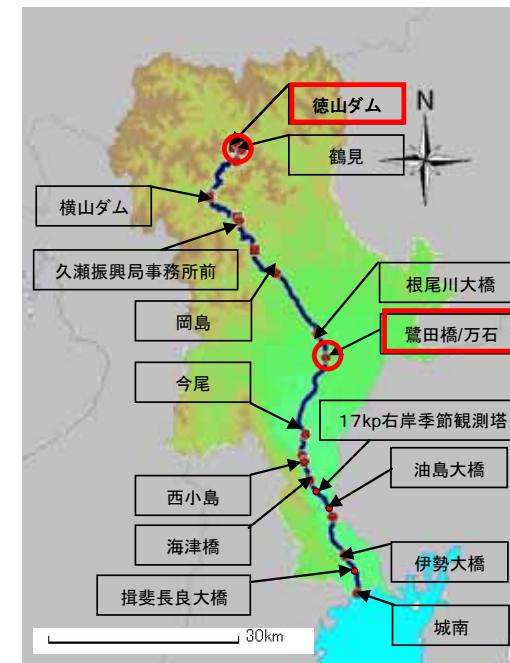 徳山ダム
N
鶴見
横山ダム
久瀬振興局事務所前
根尾川大橋
岡島
鷺田橋/万石
今尾
17kp右岸季節観測塔
油島大橋
西小島
海津橋
伊勢大橋
揖斐長良大橋
城南
30km